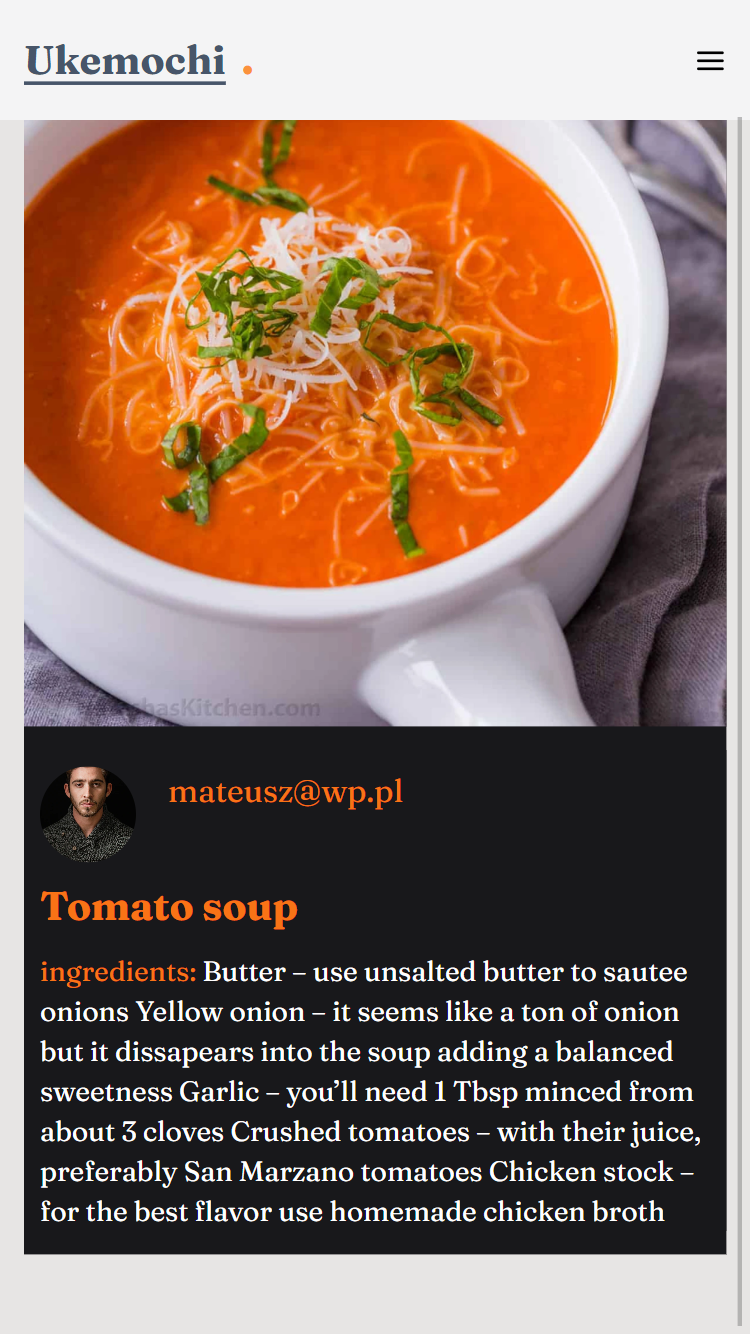 Ukemochi .
hasKitchen.com
mateusz@wp.pl
Tomato soup
ingredients: Butter – use unsalted butter to sautee
onions Yellow onion – it seems like a ton of onion
but it dissapears into the soup adding a balanced
sweetness Garlic – you’ll need 1 Tbsp minced from
about 3 cloves Crushed tomatoes – with their juice,
preferably San Marzano tomatoes Chicken stock –
for the best flavor use homemade chicken broth